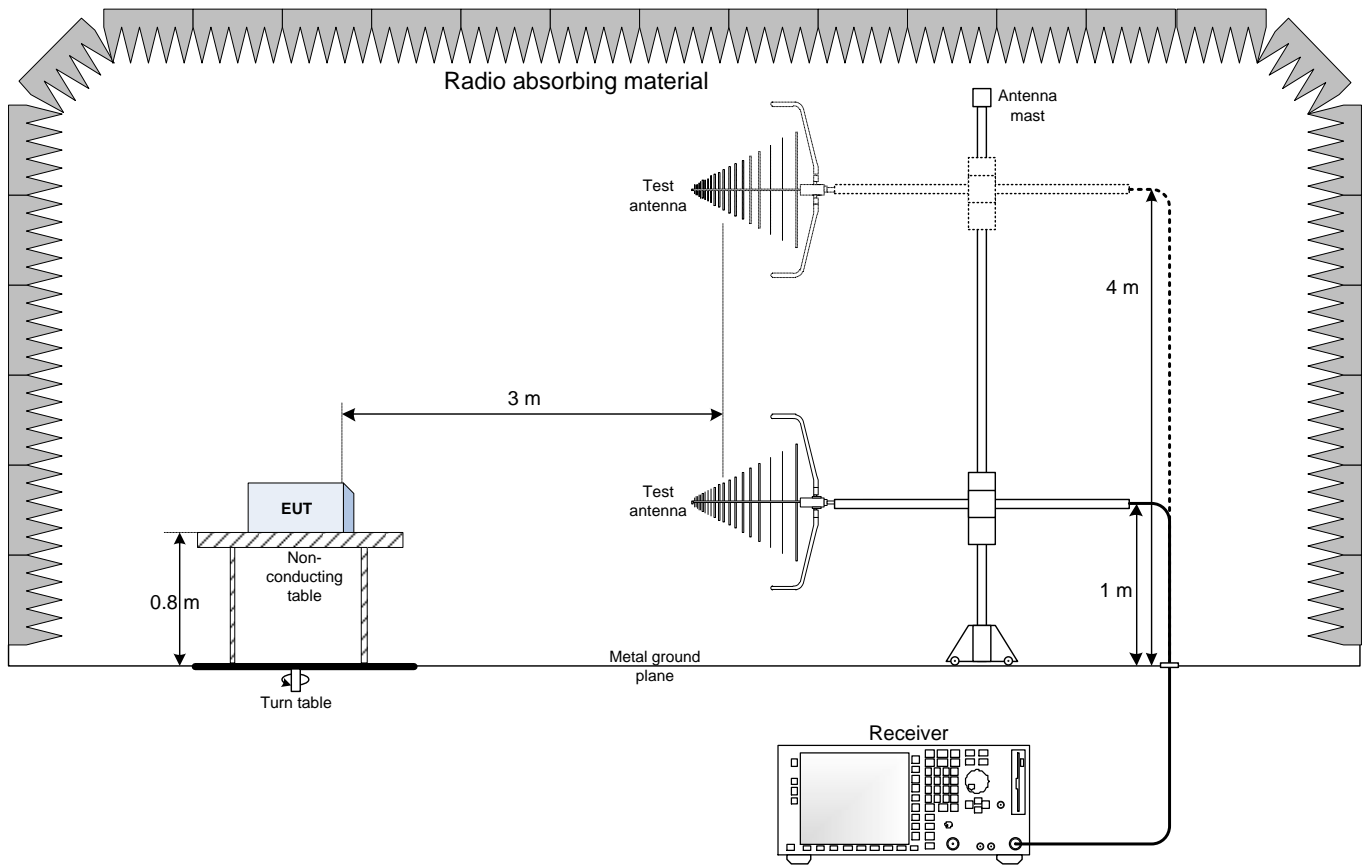 Radio absorbing material
Antenna
mast
Test
antenna
4 m
3 m
Test
antenna
EUT
Non-
conducting
table
0.8 m
1 m
Metal ground
plane
Turn table
Receiver